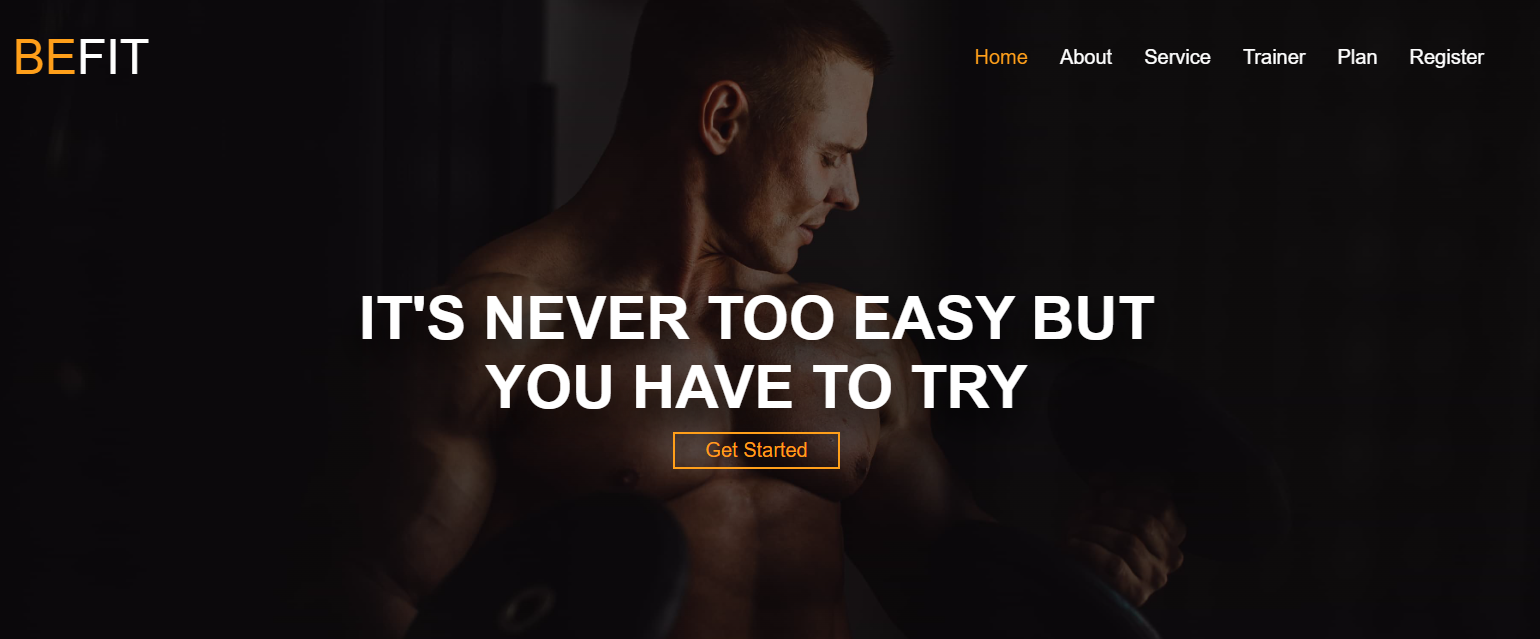 BEFIT
Home About Service Trainer Plan Register
IT'S NEVER TOO EASY BUT
YOU HAVE TO TRY
Get Started